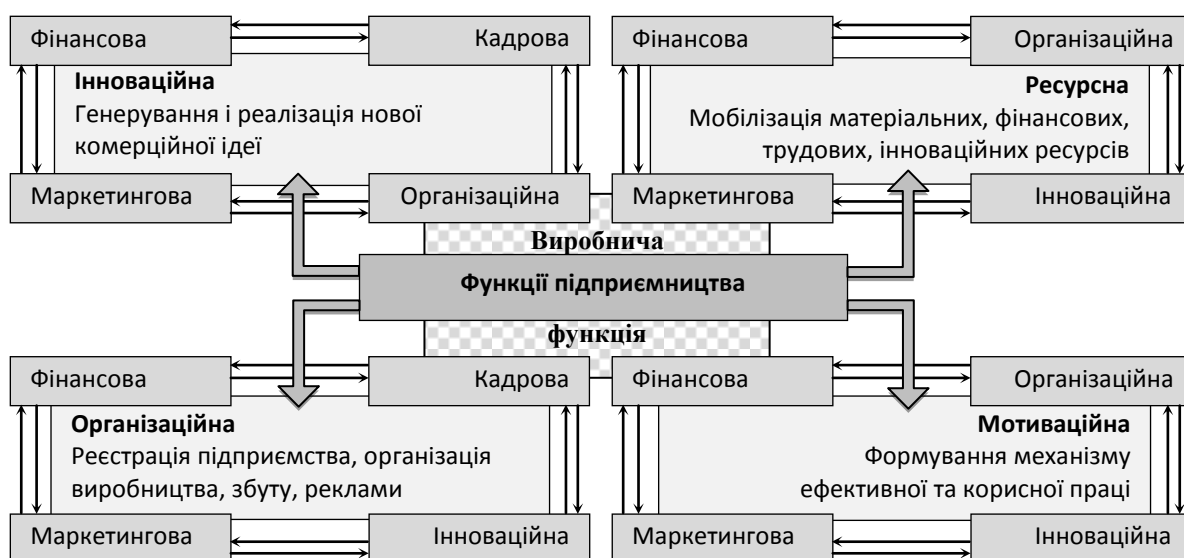 Фінансова
Кадрова
Інноваційна
Генерування і реалізація нової
комерційної ідеї
Маркетингова
Організаційна
Фінансова
Організаційна
Ресурсна
Мобілізація матеріальних, фінансових,
трудових, інноваційних ресурсів
Маркетингова
Інноваційна
Виробнича
Функції підприємництва
функція
Фінансова
Кадрова
Організаційна
Реєстрація підприємства, організація
виробництва, збуту, реклами
Маркетингова
Інноваційна
Фінансова
Організаційна
Мотиваційна
Формування механізму
ефективної та корисної праці
Маркетингова
Інноваційна